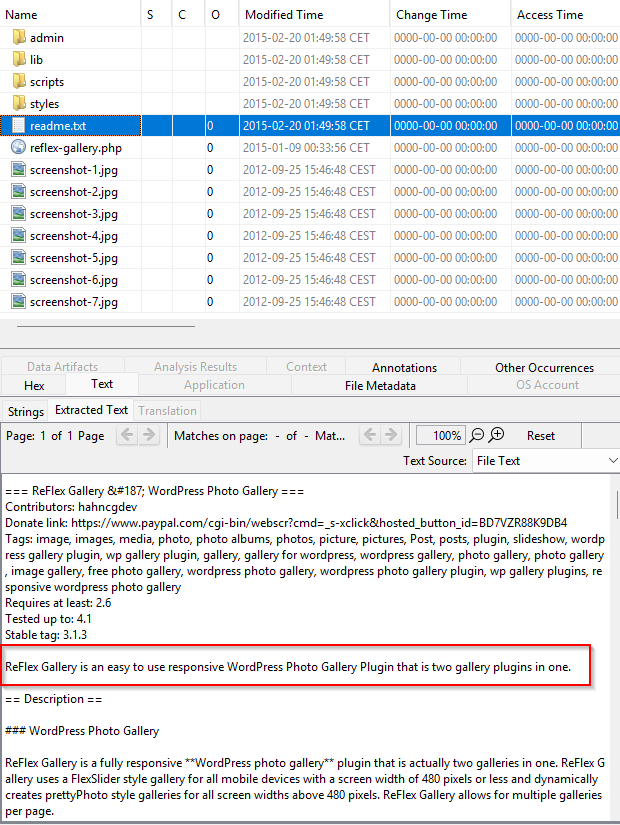 Name S C O Modified Time Change Time Access Time
admin 2015-02-20 01:49:58 CET 0000-00-00 00:00:00 0000-00-00 00:00:00
lib 2015-02-20 01:49:58 CET 0000-00-00 00:00:00 0000-00-00 00:00:00
scripts 2015-02-20 01:49:58 CET 0000-00-00 00:00:00 0000-00-00 00:00:00
styles 2015-02-20 01:49:58 CET 0000-00-00 00:00:00 0000-00-00 00:00:00
readme.txt 0 2015-02-20 01:49:58 CET 0000-00-00 00:00:00 0000-00-00 00:00:00
reflex-gallery.php 0 2015-01-09 00:33:56 CET 0000-00-00 00:00:00 0000-00-00 00:00:00
screenshot-1.jpg 0 2012-09-25 15:46:48 CEST 0000-00-00 00:00:00 0000-00-00 00:00:00
screenshot-2.jpg 0 2012-09-25 15:46:48 CEST 0000-00-00 00:00:00 0000-00-00 00:00:00
screenshot-3.jpg 0 2012-09-25 15:46:48 CEST 0000-00-00 00:00:00 0000-00-00 00:00:00
screenshot-4.jpg 0 2012-09-25 15:46:48 CEST 0000-00-00 00:00:00 0000-00-00 00:00:00
screenshot-5.jpg 0 2012-09-25 15:46:48 CEST 0000-00-00 00:00:00 0000-00-00 00:00:00
screenshot-6.jpg 0 2012-09-25 15:46:48 CEST 0000-00-00 00:00:00 0000-00-00 00:00:00
screenshot-7.jpg 0 2012-09-25 15:46:48 CEST 0000-00-00 00:00:00 0000-00-00 00:00:00
Data Artifacts Analysis Results Context Annotations Other Occurrences
Hex Text Application File Metadata OS Account
Strings Extracted Text Translation
Page: 1 of 1 Page Matches on page: - of - Mat... 100% Reset
Text Source: File Text
=== ReFlex Gallery &#187; WordPress Photo Gallery ===
Contributors: hahncgdev
Donate link: https://www.paypal.com/cgi-bin/webscr?cmd=_s-xclick&hosted_button_id=BD7VZR88K9DB4
Tags: image, images, media, photo, photo albums, photos, picture, pictures, Post, posts, plugin, slideshow, wordp
ress gallery plugin, wp gallery plugin, gallery, gallery for wordpress, wordpress gallery, photo gallery, photo gallery
, image gallery, free photo gallery, wordpress photo gallery, wordpress photo gallery plugin, wp gallery plugins, re
sponsive wordpress photo gallery
Requires at least: 2.6
Tested up to: 4.1
Stable tag: 3.1.3
ReFlex Gallery is an easy to use responsive WordPress Photo Gallery Plugin that is two gallery plugins in one.
== Description ==
### WordPress Photo Gallery
ReFlex Gallery is a fully responsive **WordPress photo gallery** plugin that is actually two galleries in one. ReFlex G
allery uses a FlexSlider style gallery for all mobile devices with a screen width of 480 pixels or less and dynamically
creates prettyPhoto style galleries for all screen widths above 480 pixels. ReFlex Gallery allows for multiple galleries
per page.